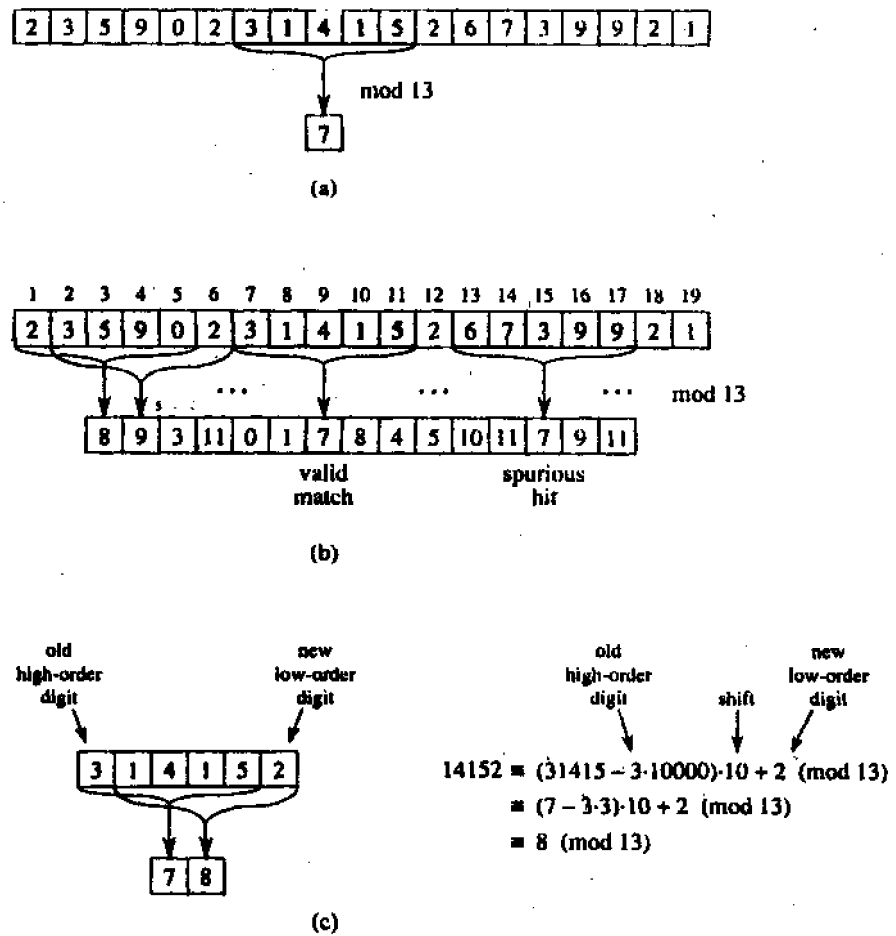 2 3 5 9 0 2 3 1 4 1 5 2 6 7 3 9 9 2 1
mod 13
7
(a)
1 2 3 4 5 6 7 8 9 10 11 12 13 14 15 16 17 18 19
2 3 5 9 0 2 3 1 4 1 5 2 6 7 3 9 9 2 1
... ... ... mod 13
8 9 3 11 0 1 7 8 4 5 10 11 7 9 11
valid spurious
match hit
(b)
old new
high-order low-order
digit digit
3 1 4 1 5 2
7 8
old new
high-order low-order
digit shift digit
14152 ≡ (31415 – 3·10000)·10 + 2 (mod 13)
≡ (7 – 3·3)·10 + 2 (mod 13)
≡ 8 (mod 13)
(c)